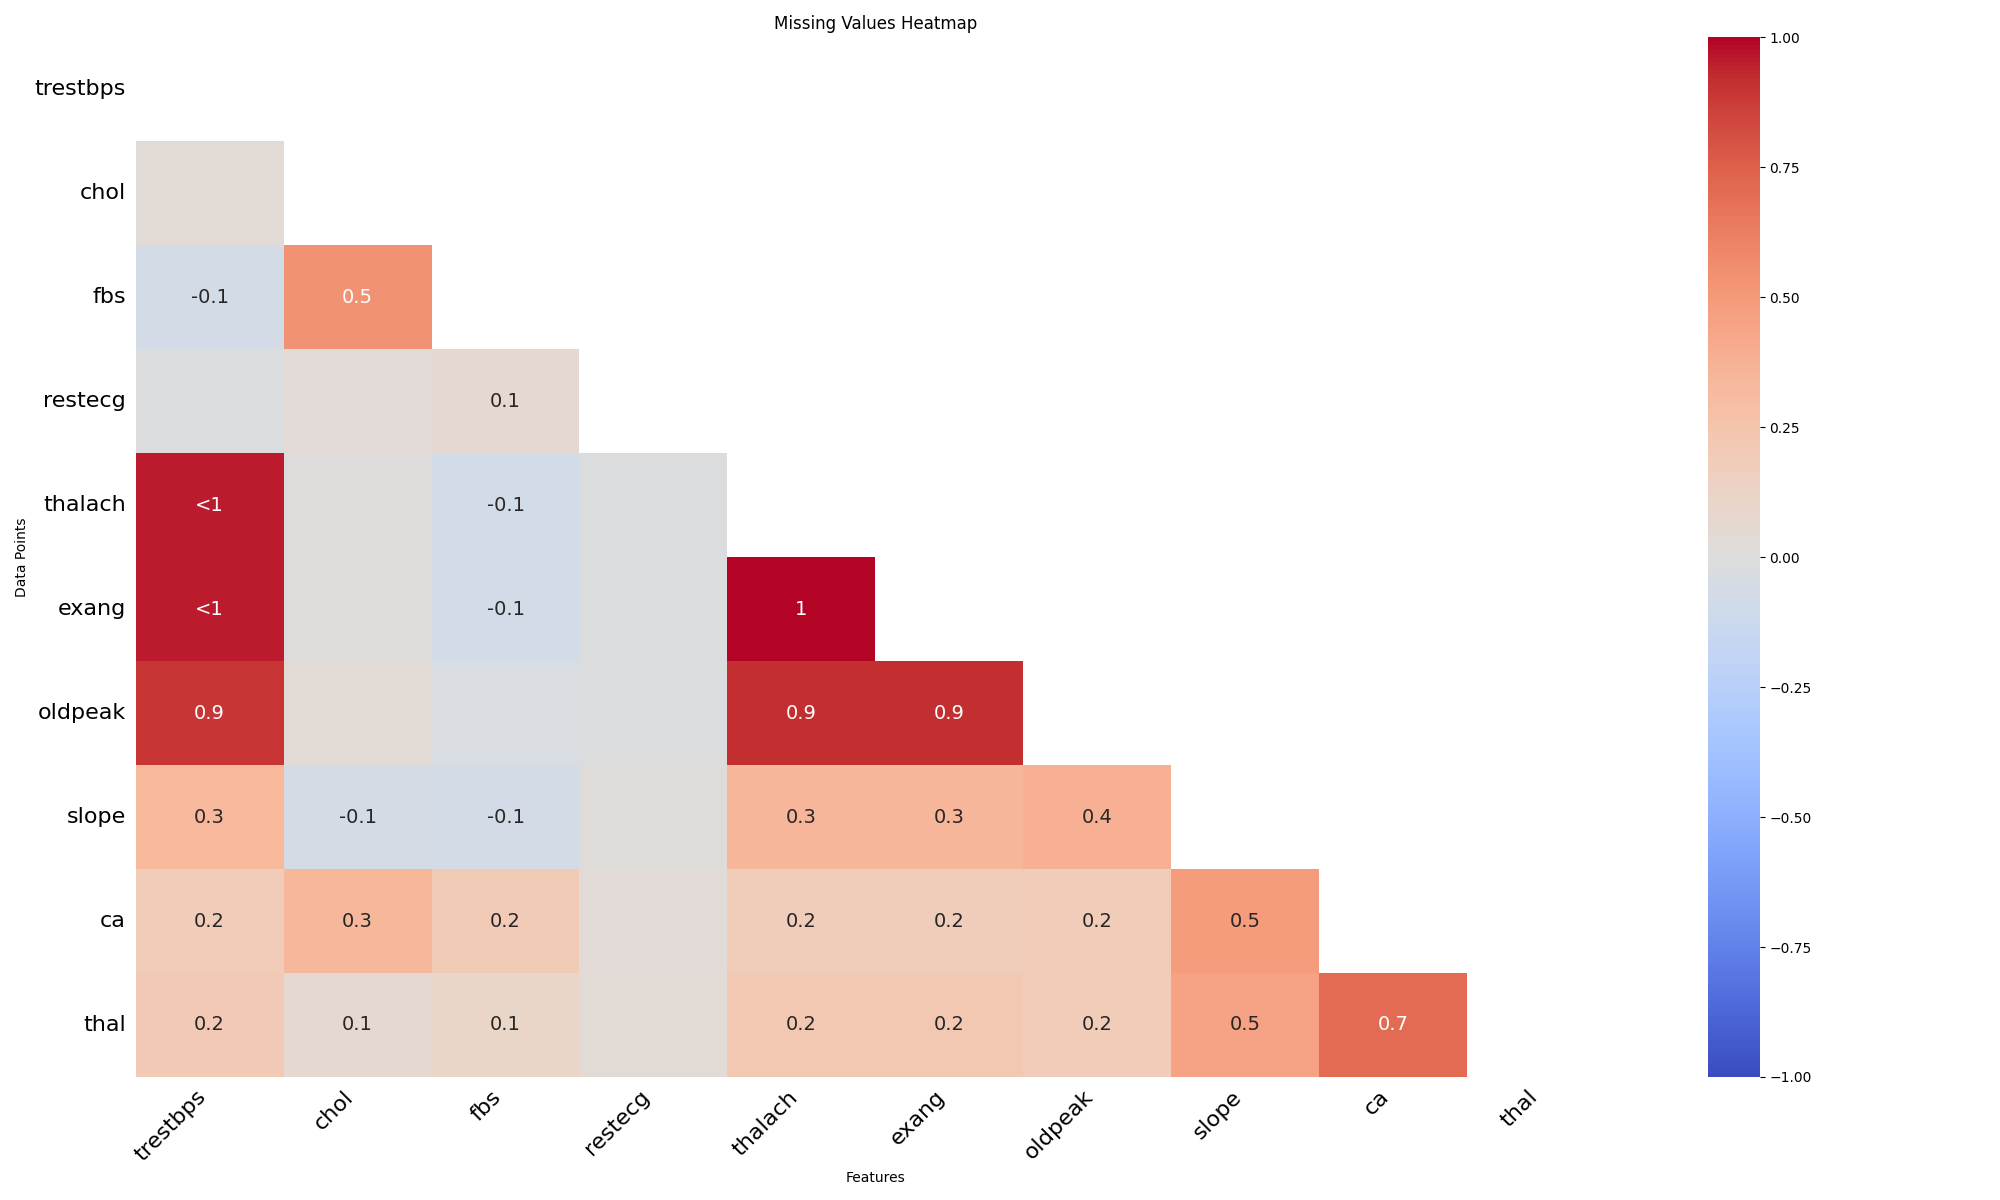 Missing Values Heatmap
1.00
trestbps
chol
0.75
fbs -0.1 0.5
0.50
restecg 0.1
0.25
thalach <1 -0.1
Data Points
0.00
exang <1 -0.1 1
−0.25
oldpeak 0.9 0.9 0.9
slope 0.3 -0.1 -0.1 0.3 0.3 0.4
−0.50
ca 0.2 0.3 0.2 0.2 0.2 0.2 0.5
−0.75
thal 0.2 0.1 0.1 0.2 0.2 0.2 0.5 0.7
−1.00
trestbps chol fbs restecg thalach exang oldpeak slope ca thal
Features